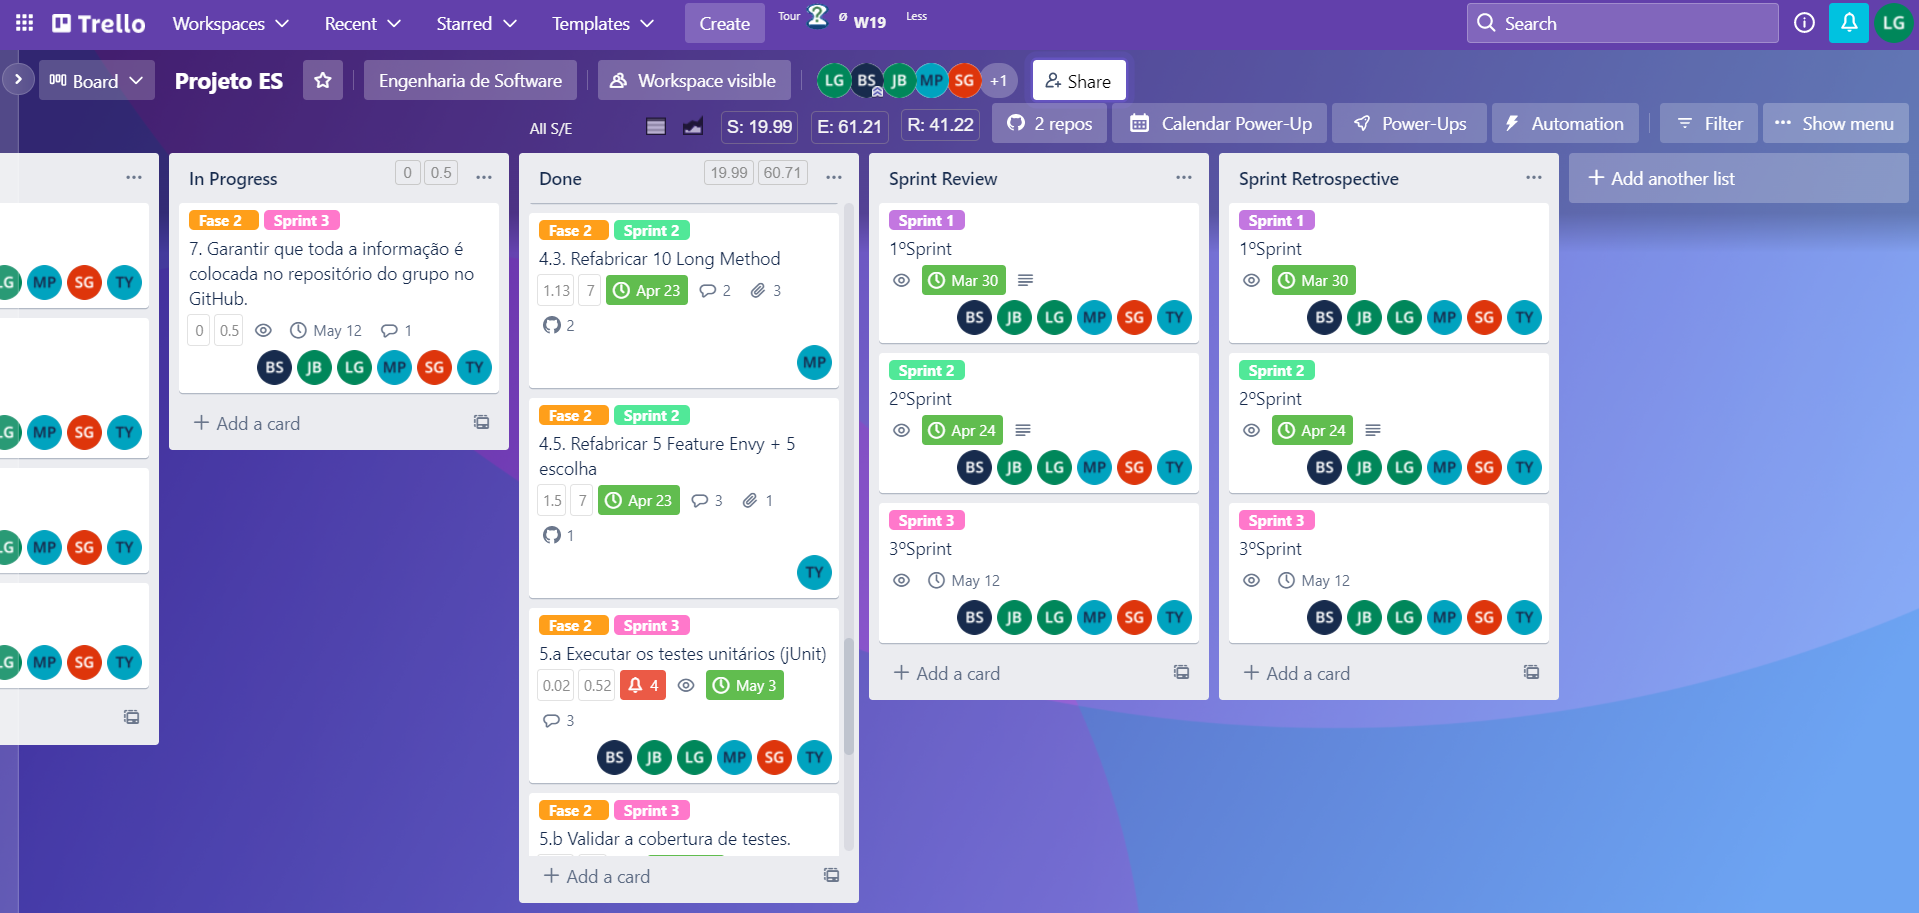 Trello
Workspaces
Recent
Starred
Templates
Create
Tour
Ø
W19
Less
Search
LG
Board
Projeto ES
Engenharia de Software
Workspace visible
LG BS JB MP SG +1
Share
All S/E
S: 19.99
E: 61.21
R: 41.22
2 repos
Calendar Power-Up
Power-Ups
Automation
Filter
Show menu
LG MP SG TY
LG MP SG TY
LG MP SG TY
LG MP SG TY
In Progress
0 0.5
Fase 2 Sprint 3
7. Garantir que toda a informação é
colocada no repositório do grupo no
GitHub.
0 0.5 May 12 1
BS JB LG MP SG TY
+ Add a card
Done
19.99 60.71
Fase 2 Sprint 2
4.3. Refabricar 10 Long Method
1.13 7 Apr 23 2 3
2
MP
Fase 2 Sprint 2
4.5. Refabricar 5 Feature Envy + 5
escolha
1.5 7 Apr 23 3 1
1
TY
Fase 2 Sprint 3
5.a Executar os testes unitários (jUnit)
0.02 0.52 4 May 3
3
BS JB LG MP SG TY
Fase 2 Sprint 3
5.b Validar a cobertura de testes.
+ Add a card
Sprint Review
Sprint 1
1ºSprint
Mar 30
BS JB LG MP SG TY
Sprint 2
2ºSprint
Apr 24
BS JB LG MP SG TY
Sprint 3
3ºSprint
May 12
BS JB LG MP SG TY
+ Add a card
Sprint Retrospective
Sprint 1
1ºSprint
Mar 30
BS JB LG MP SG TY
Sprint 2
2ºSprint
Apr 24
BS JB LG MP SG TY
Sprint 3
3ºSprint
May 12
BS JB LG MP SG TY
+ Add a card
+ Add another list